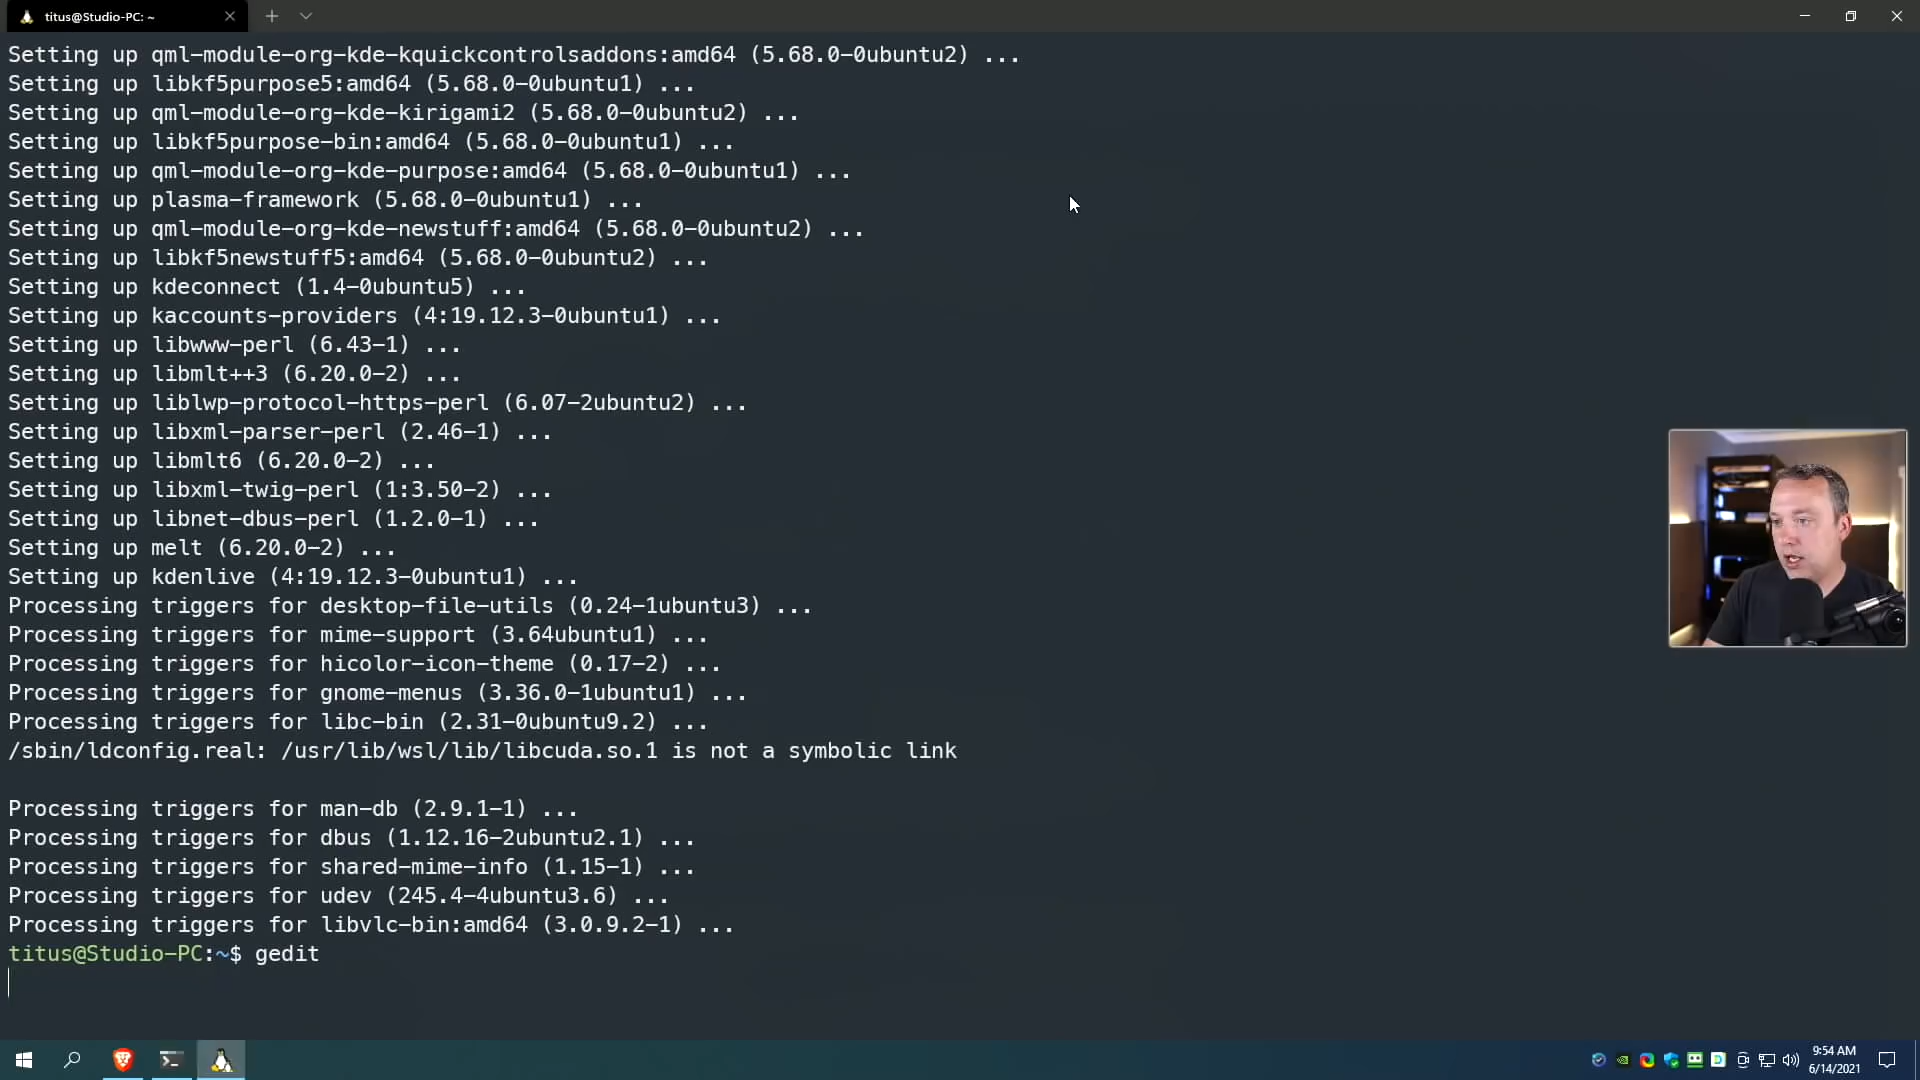 titus@Studio-PC: ~
Setting up qml-module-org-kde-kquickcontrolsaddons:amd64 (5.68.0-0ubuntu2) ...
Setting up libkf5purpose5:amd64 (5.68.0-0ubuntu1) ...
Setting up qml-module-org-kde-kirigami2 (5.68.0-0ubuntu2) ...
Setting up libkf5purpose-bin:amd64 (5.68.0-0ubuntu1) ...
Setting up qml-module-org-kde-purpose:amd64 (5.68.0-0ubuntu1) ...
Setting up plasma-framework (5.68.0-0ubuntu1) ...
Setting up qml-module-org-kde-newstuff:amd64 (5.68.0-0ubuntu2) ...
Setting up libkf5newstuff5:amd64 (5.68.0-0ubuntu2) ...
Setting up kdeconnect (1.4-0ubuntu5) ...
Setting up kaccounts-providers (4:19.12.3-0ubuntu1) ...
Setting up libwww-perl (6.43-1) ...
Setting up libmlt++3 (6.20.0-2) ...
Setting up liblwp-protocol-https-perl (6.07-2ubuntu2) ...
Setting up libxml-parser-perl (2.46-1) ...
Setting up libmlt6 (6.20.0-2) ...
Setting up libxml-twig-perl (1:3.50-2) ...
Setting up libnet-dbus-perl (1.2.0-1) ...
Setting up melt (6.20.0-2) ...
Setting up kdenlive (4:19.12.3-0ubuntu1) ...
Processing triggers for desktop-file-utils (0.24-1ubuntu3) ...
Processing triggers for mime-support (3.64ubuntu1) ...
Processing triggers for hicolor-icon-theme (0.17-2) ...
Processing triggers for gnome-menus (3.36.0-1ubuntu1) ...
Processing triggers for libc-bin (2.31-0ubuntu9.2) ...
/sbin/ldconfig.real: /usr/lib/wsl/lib/libcuda.so.1 is not a symbolic link
Processing triggers for man-db (2.9.1-1) ...
Processing triggers for dbus (1.12.16-2ubuntu2.1) ...
Processing triggers for shared-mime-info (1.15-1) ...
Processing triggers for udev (245.4-4ubuntu3.6) ...
Processing triggers for libvlc-bin:amd64 (3.0.9.2-1) ...
titus@Studio-PC:~$ gedit
9:54 AM
6/14/2021